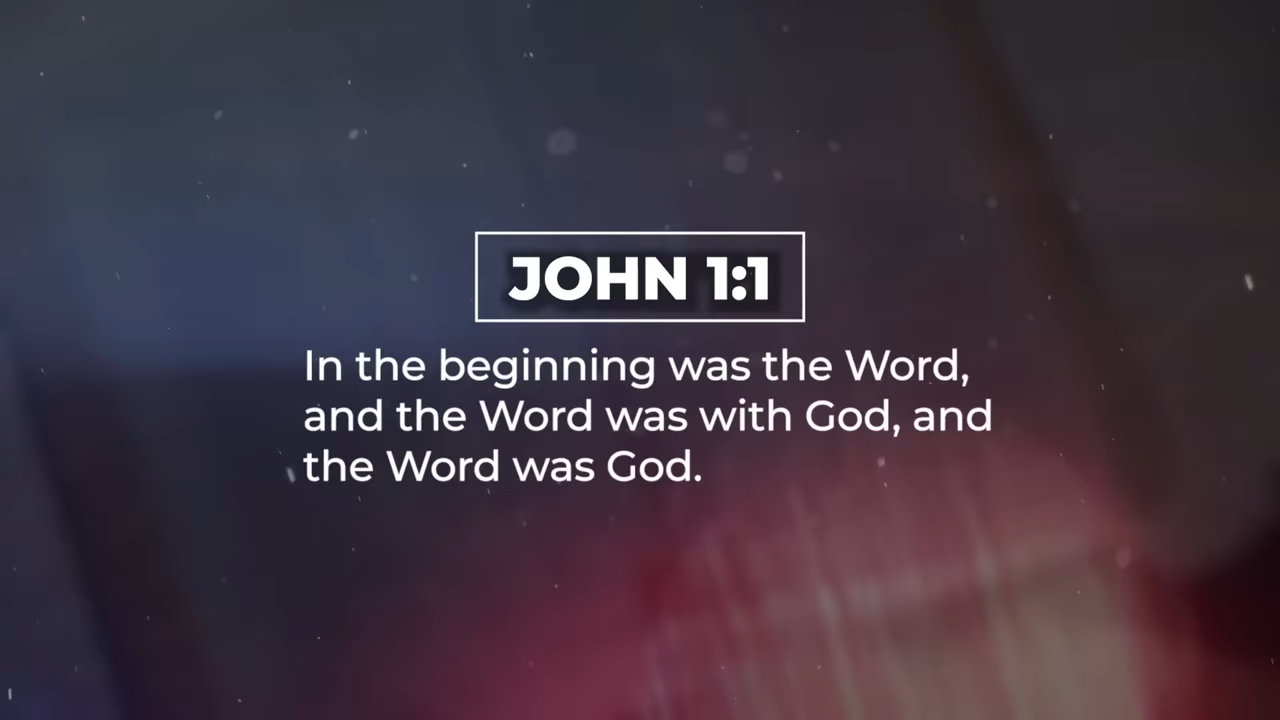 JOHN 1:1
In the beginning was the Word,
and the Word was with God, and
the Word was God.